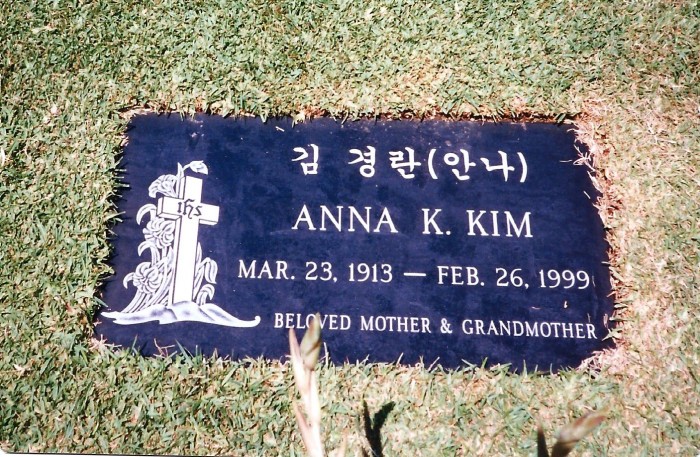 김 경란(안나)
IHS
ANNA K. KIM
MAR. 23, 1913 — FEB. 26, 1999
BELOVED MOTHER & GRANDMOTHER